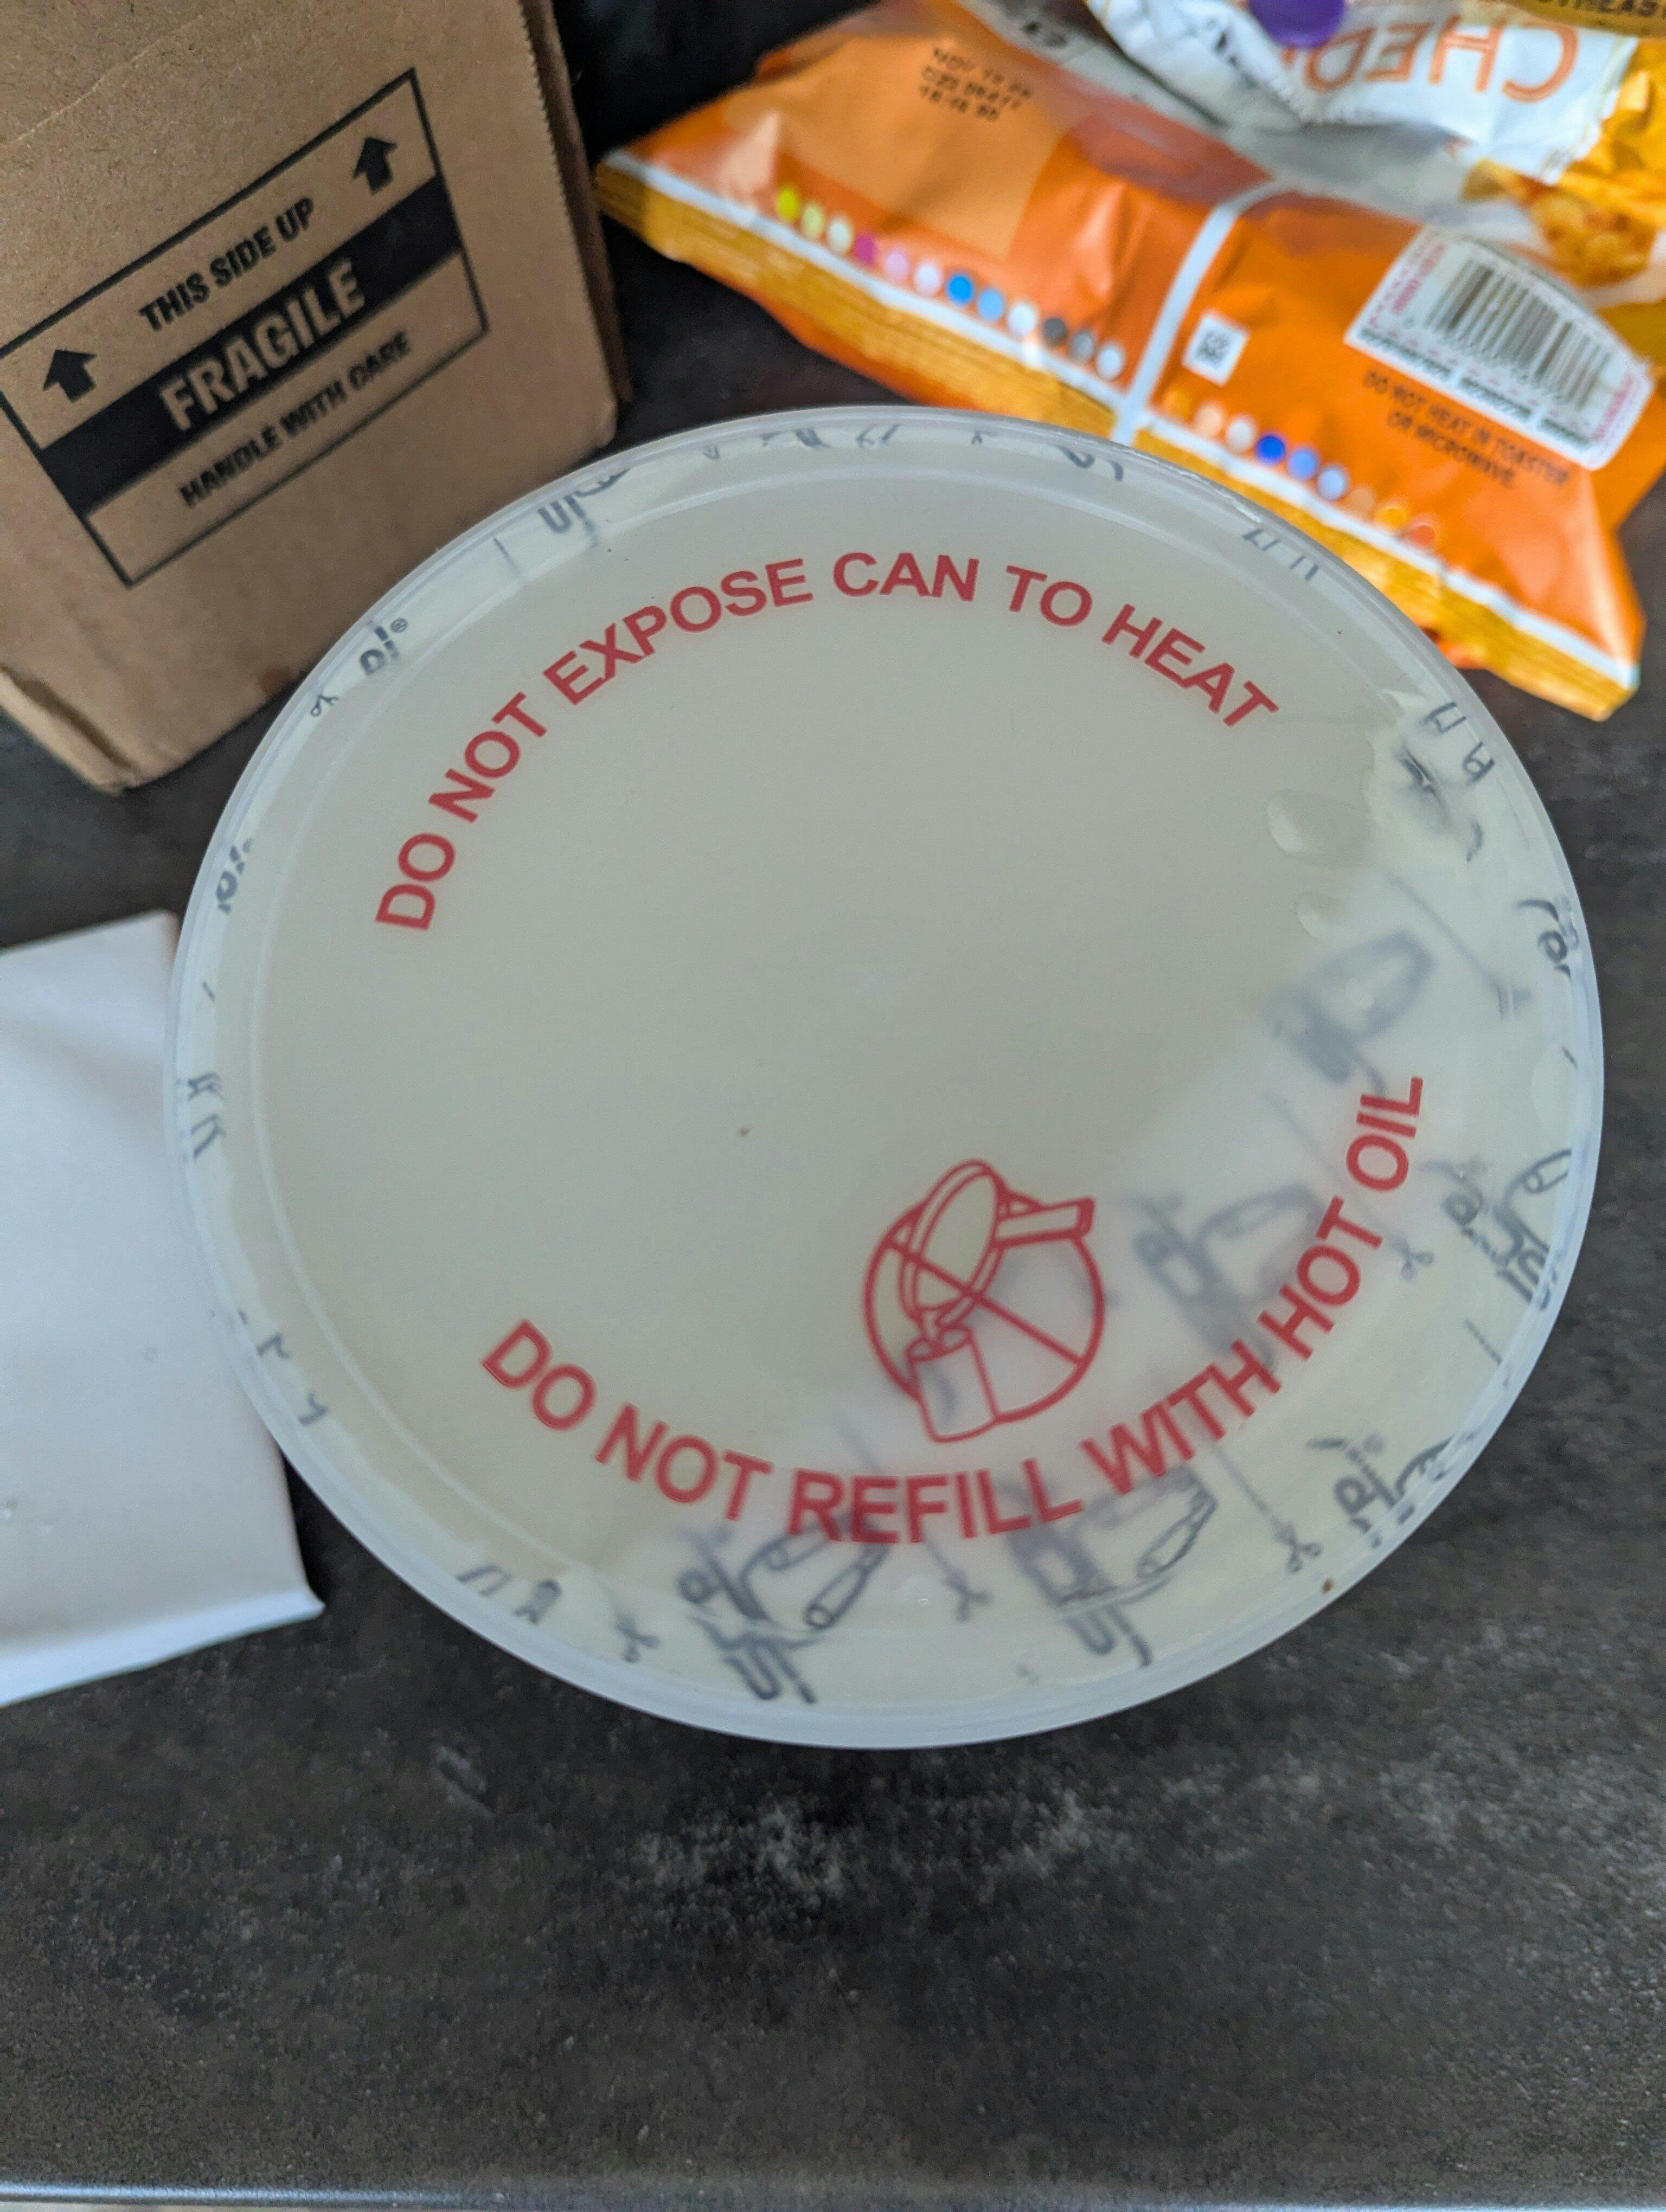 THIS SIDE UP
FRAGILE
HANDLE WITH CARE
CHED
DO NOT HEAT IN TOASTER
OR MICROWAVE.
DO NOT EXPOSE CAN TO HEAT
DO NOT REFILL WITH HOT OIL